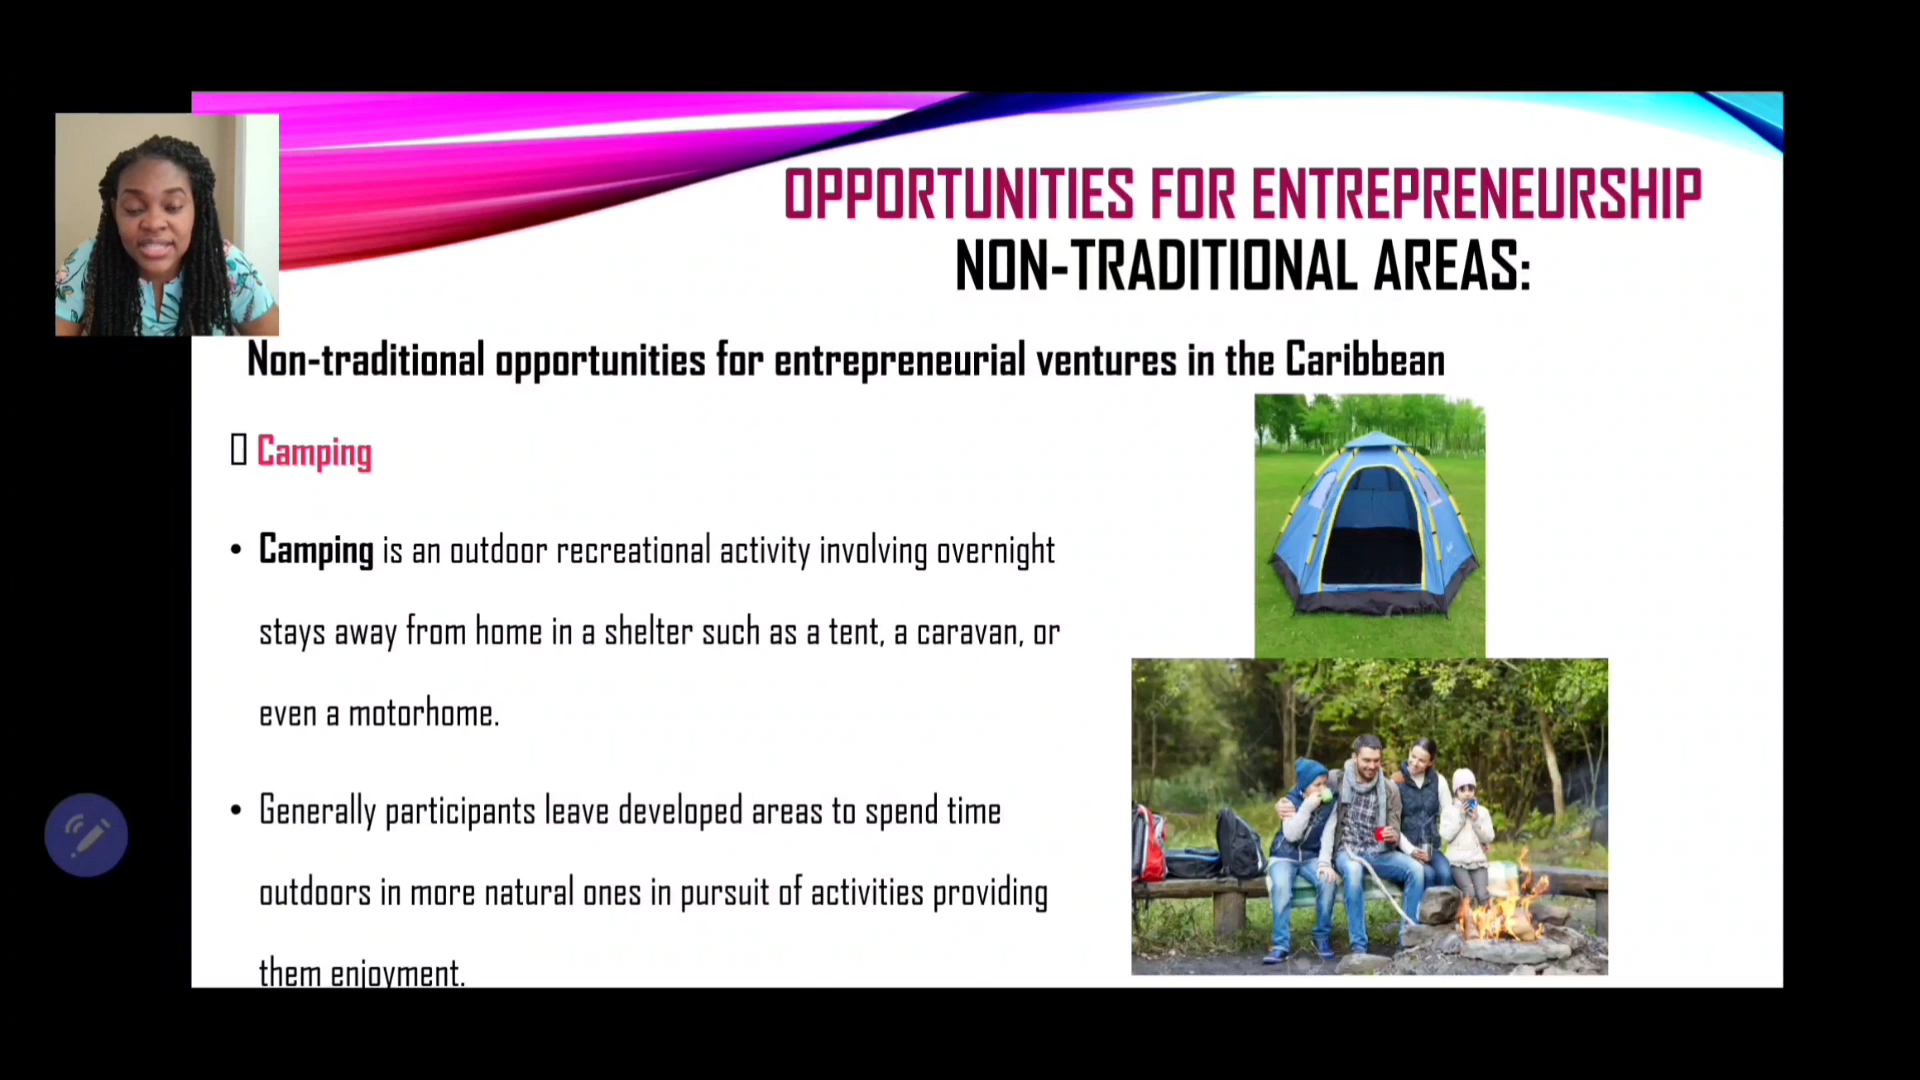 OPPORTUNITIES FOR ENTREPRENEURSHIP
NON-TRADITIONAL AREAS:
Non-traditional opportunities for entrepreneurial ventures in the Caribbean
Camping
• Camping is an outdoor recreational activity involving overnight
stays away from home in a shelter such as a tent, a caravan, or
even a motorhome.
• Generally participants leave developed areas to spend time
outdoors in more natural ones in pursuit of activities providing
them enjoyment.